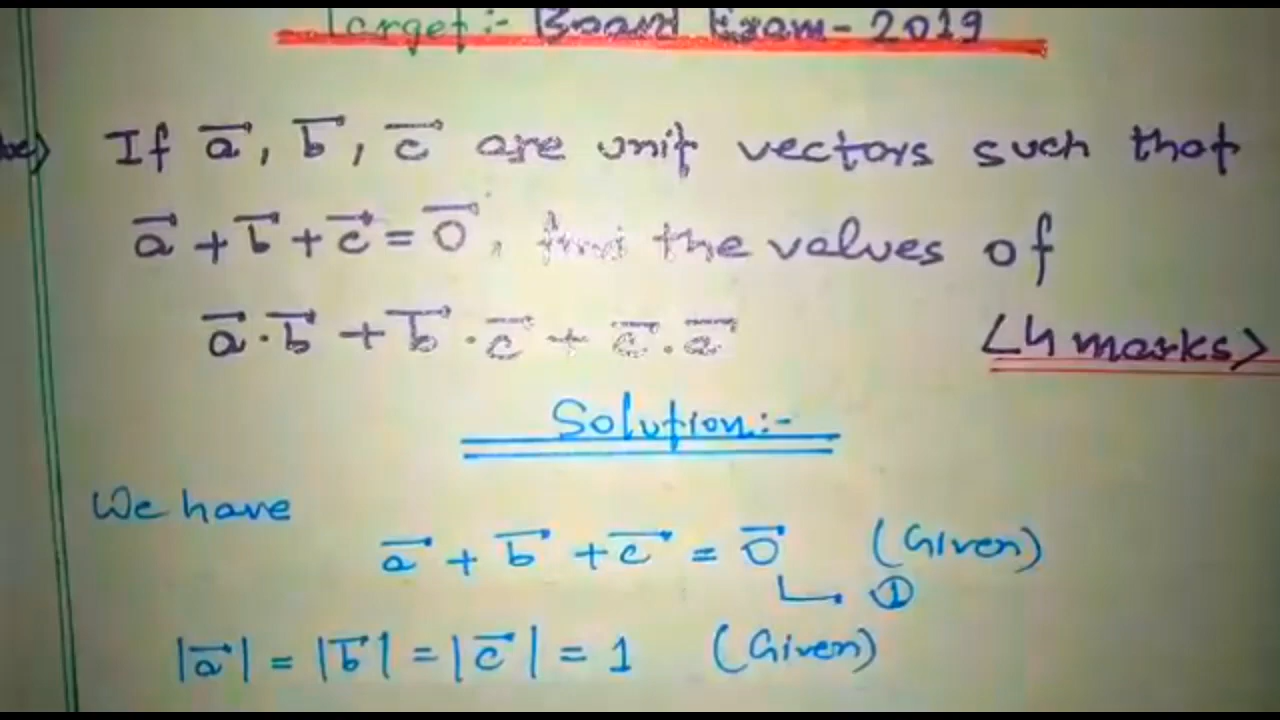 Target:- Board Exam- 2019
If a⃗, b⃗, c⃗ are unit vectors such that
a⃗ + b⃗ + c⃗ = 0⃗, find the values of
a⃗·b⃗ + b⃗·c⃗ + c⃗·a⃗
<4 marks>
Solution:-
We have
a⃗ + b⃗ + c⃗ = 0⃗ (Given)
①
|a⃗| = |b⃗| = |c⃗| = 1 (Given)